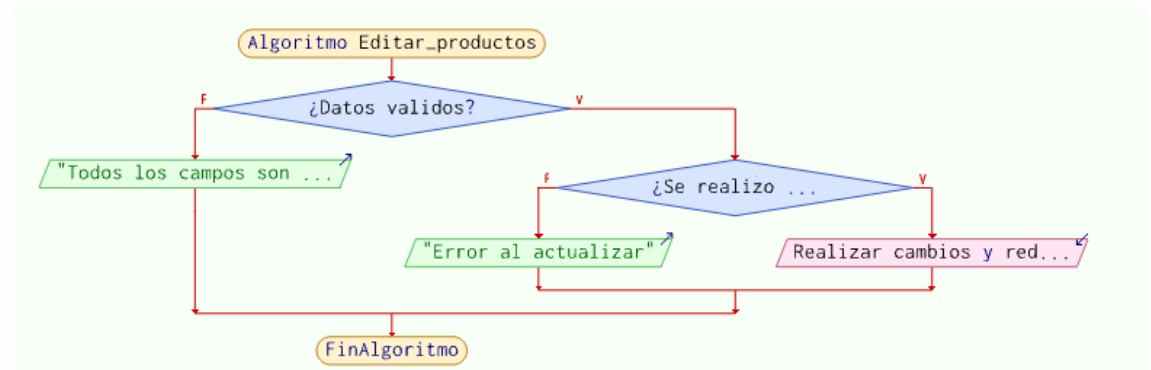 Algoritmo Editar_productos
F
¿Datos validos?
V
"Todos los campos son ...
F
¿Se realizo ...
V
"Error al actualizar"
Realizar cambios y red...
FinAlgoritmo